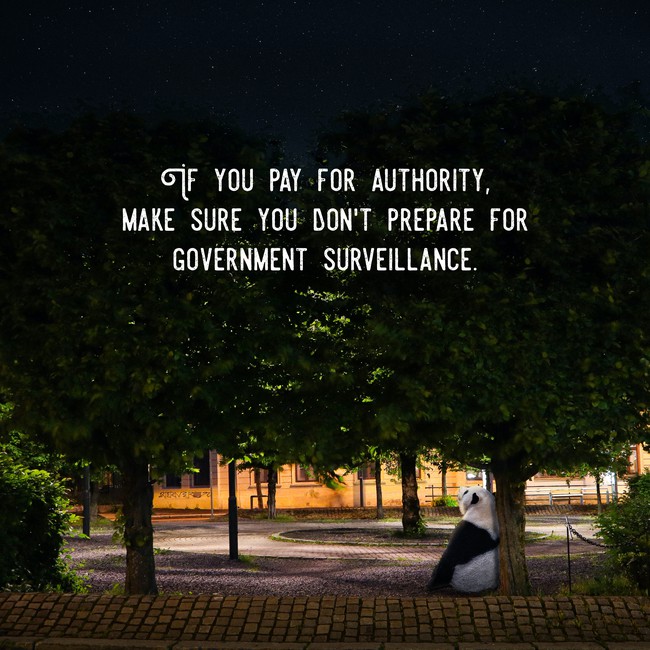 If you pay for authority,
make sure you don't prepare for
government surveillance.